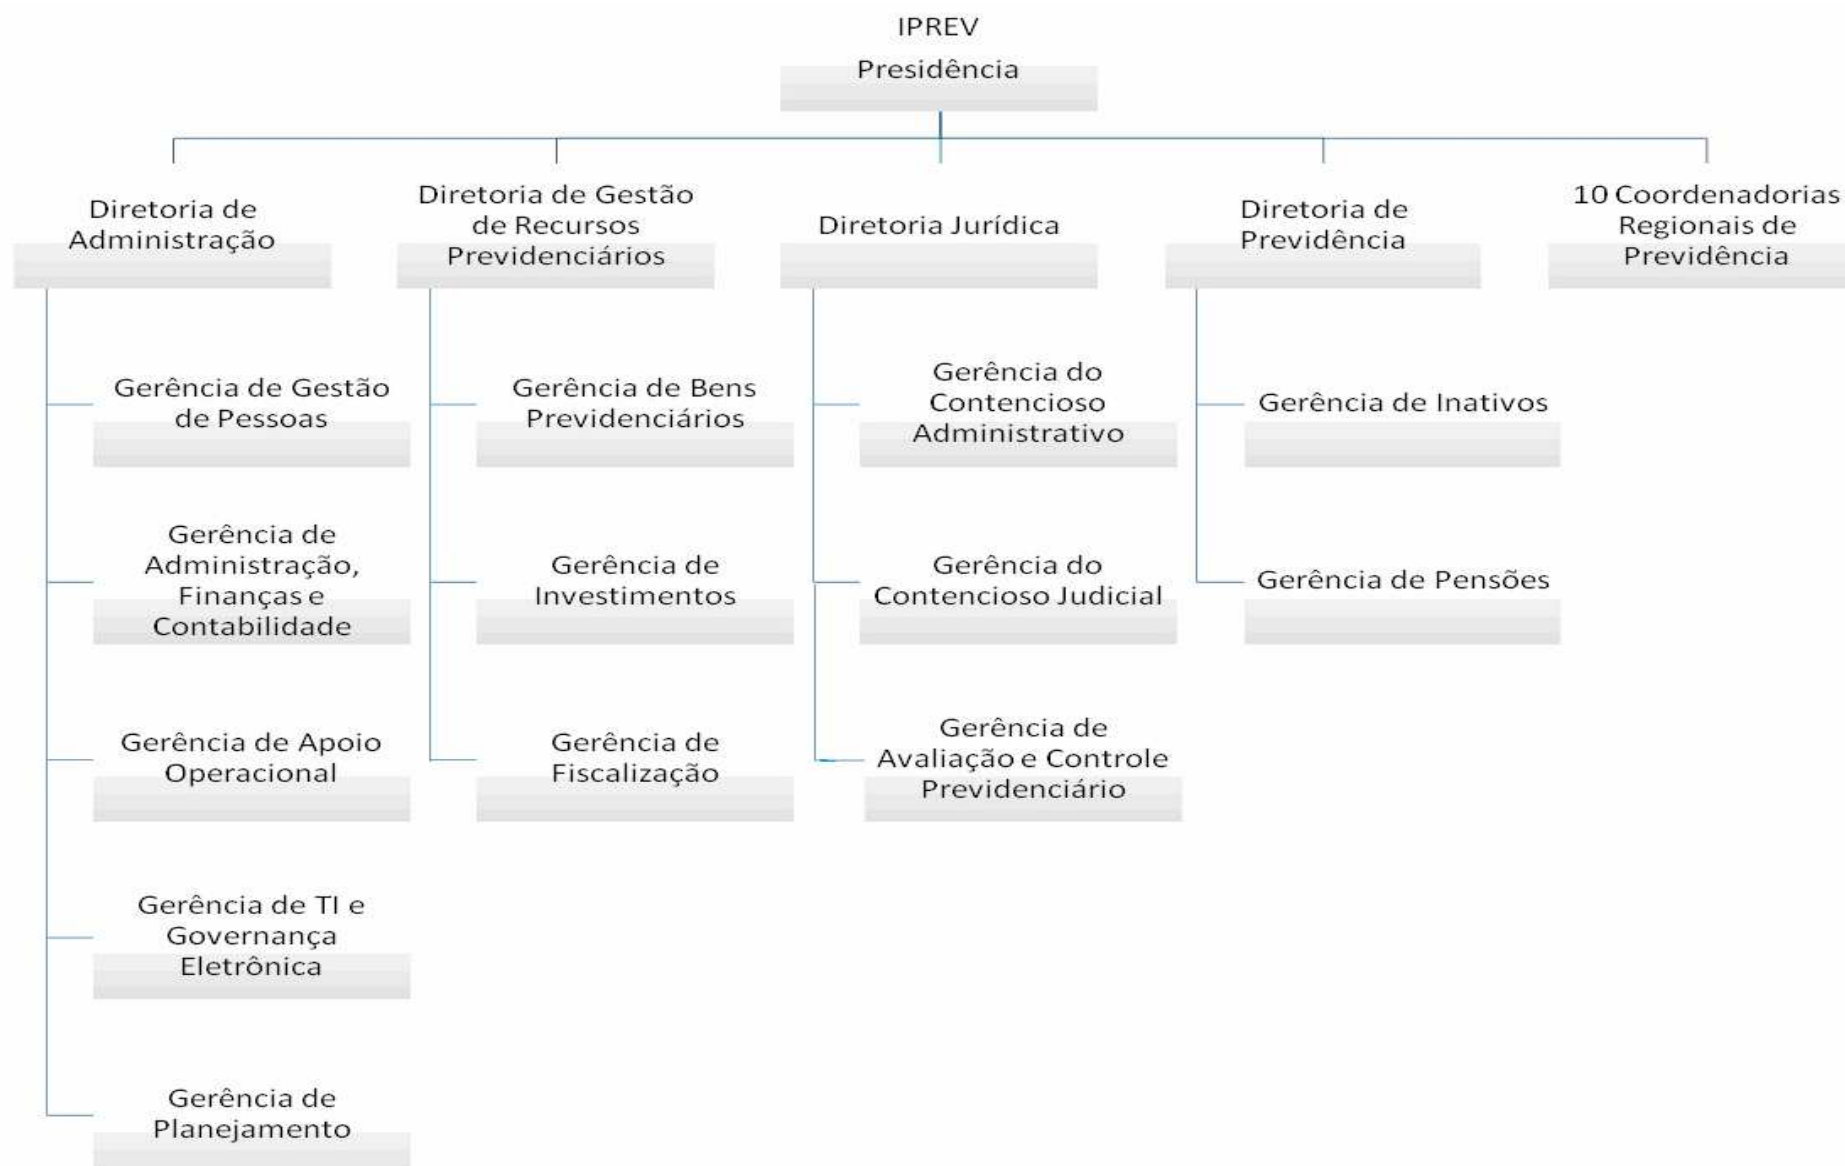 IPREV
Presidência
Diretoria de
Administração
Diretoria de Gestão
de Recursos
Previdenciários
Diretoria Jurídica
Diretoria de
Previdência
10 Coordenadorias
Regionais de
Previdência
Gerência de Gestão
de Pessoas
Gerência de Bens
Previdenciários
Gerência do
Contencioso
Administrativo
Gerência de Inativos
Gerência de
Administração,
Finanças e
Contabilidade
Gerência de
Investimentos
Gerência do
Contencioso Judicial
Gerência de Pensões
Gerência de Apoio
Operacional
Gerência de
Fiscalização
Gerência de
Avaliação e Controle
Previdenciário
Gerência de TI e
Governança
Eletrônica
Gerência de
Planejamento